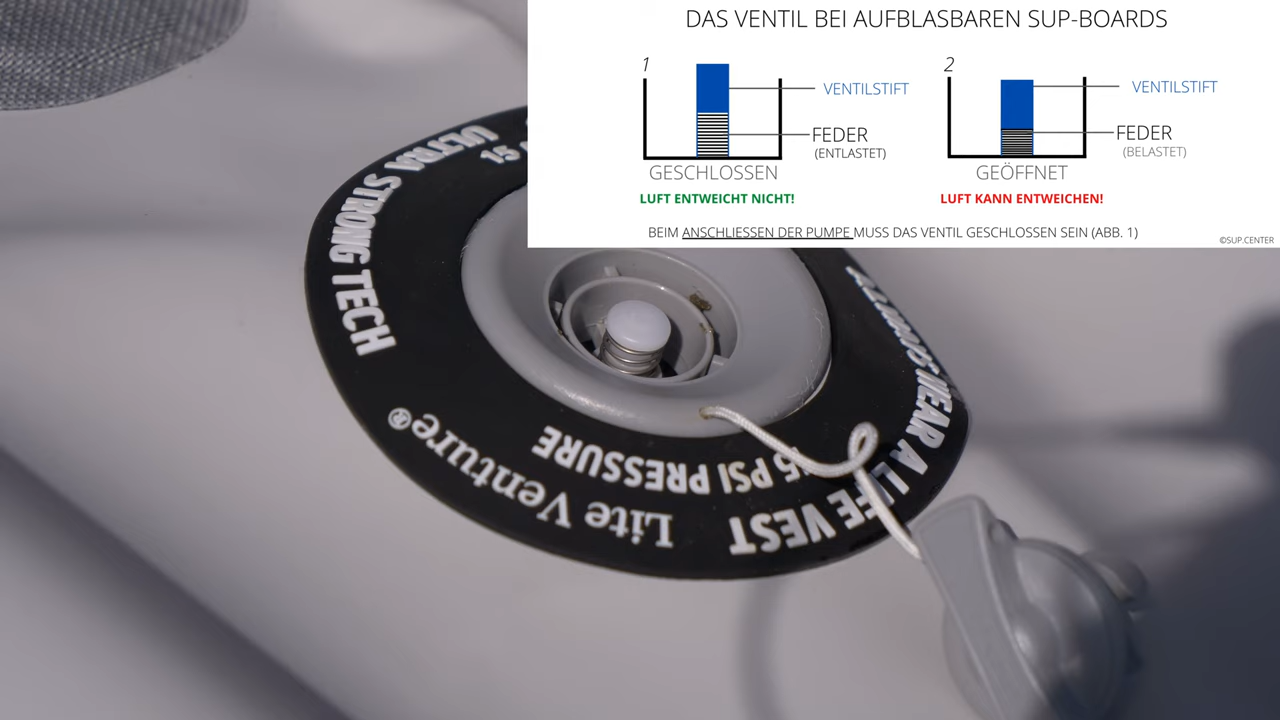 DAS VENTIL BEI AUFBLASBAREN SUP-BOARDS
1
VENTILSTIFT
FEDER
(ENTLASTET)
GESCHLOSSEN
LUFT ENTWEICHT NICHT!
2
VENTILSTIFT
FEDER
(BELASTET)
GEÖFFNET
LUFT KANN ENTWEICHEN!
BEIM ANSCHLIESSEN DER PUMPE MUSS DAS VENTIL GESCHLOSSEN SEIN (ABB. 1)
©SUP.CENTER
ULTRA STRONG TECH
15
Lite Venture®
PSI PRESSURE
WEAR A LIFE VEST